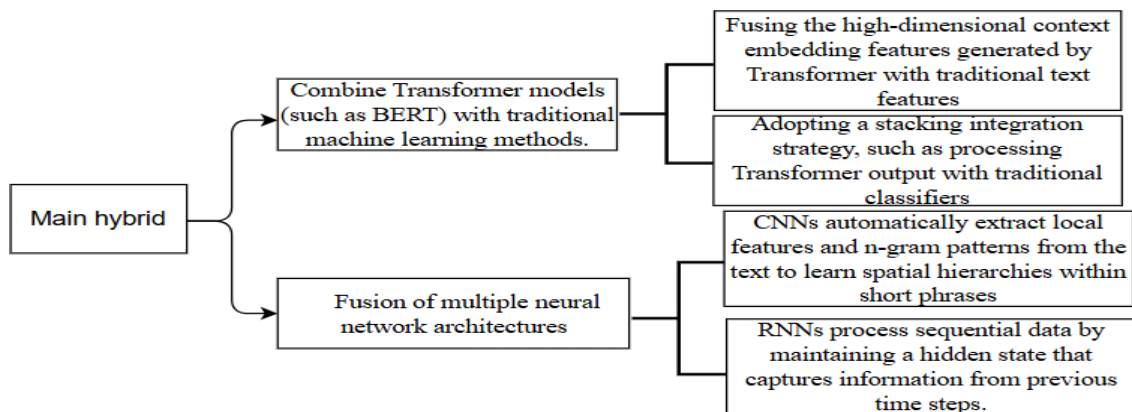 Main hybrid
Combine Transformer models
(such as BERT) with traditional
machine learning methods.
Fusing the high-dimensional context
embedding features generated by
Transformer with traditional text
features
Adopting a stacking integration
strategy, such as processing
Transformer output with traditional
classifiers
Fusion of multiple neural
network architectures
CNNs automatically extract local
features and n-gram patterns from the
text to learn spatial hierarchies within
short phrases
RNNs process sequential data by
maintaining a hidden state that
captures information from previous
time steps.